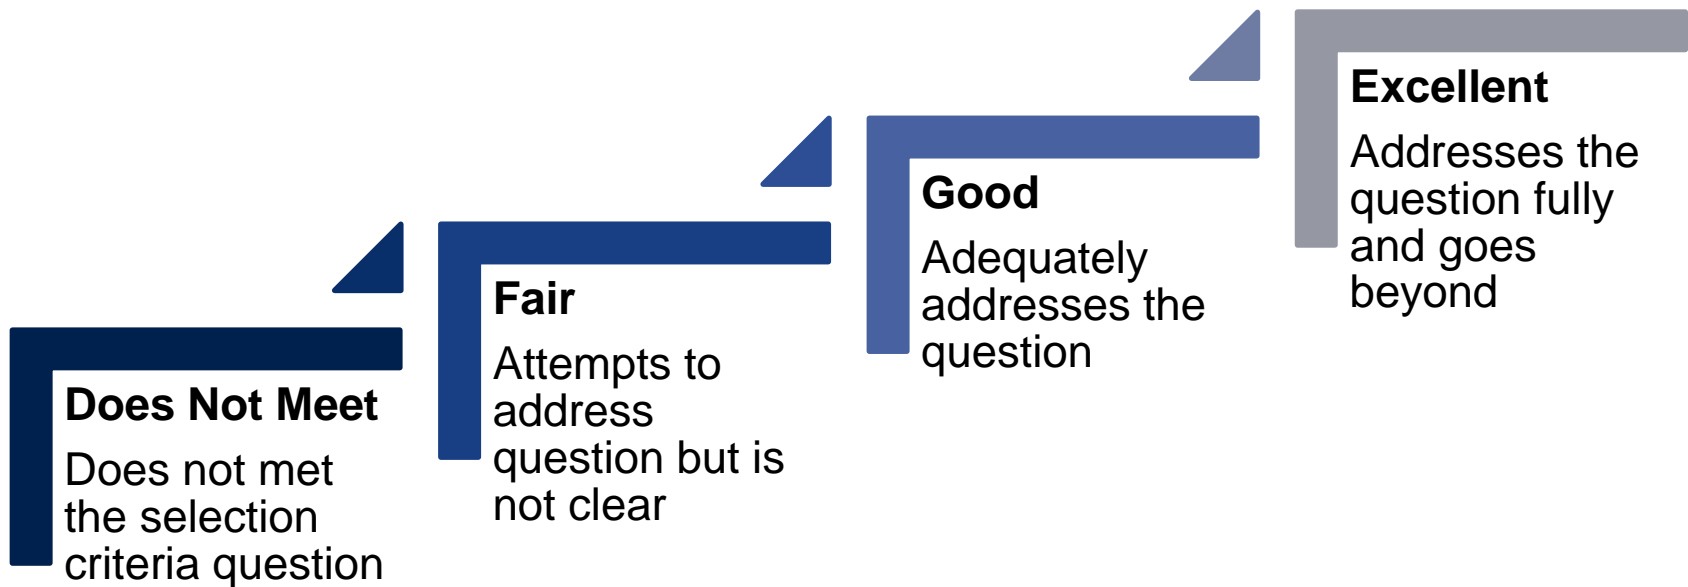 Does Not Meet
Does not met
the selection
criteria question
Fair
Attempts to
address
question but is
not clear
Good
Adequately
addresses the
question
Excellent
Addresses the
question fully
and goes
beyond